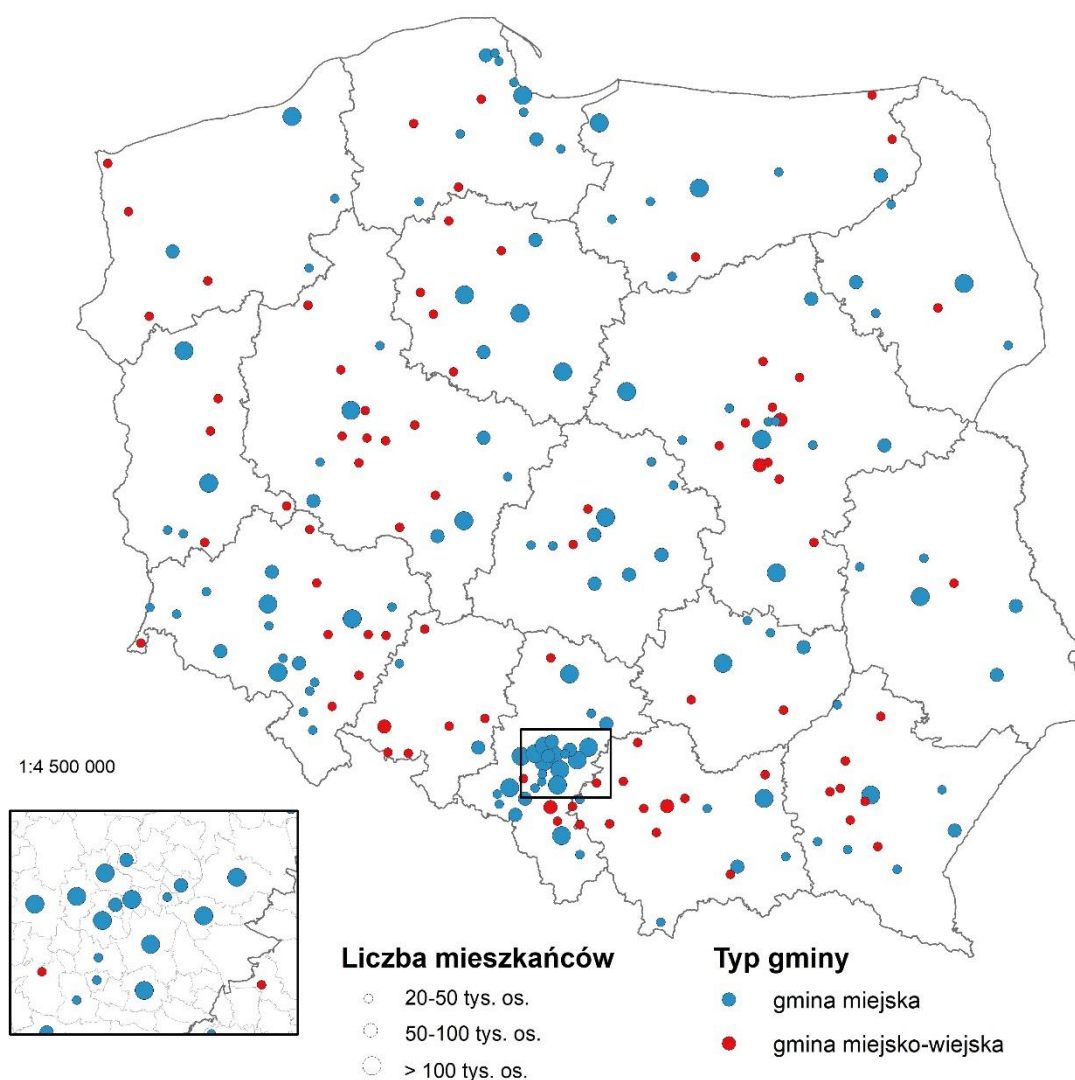 1:4 500 000
Liczba mieszkańców
20-50 tys. os.
50-100 tys. os.
> 100 tys. os.
Typ gminy
gmina miejska
gmina miejsko-wiejska